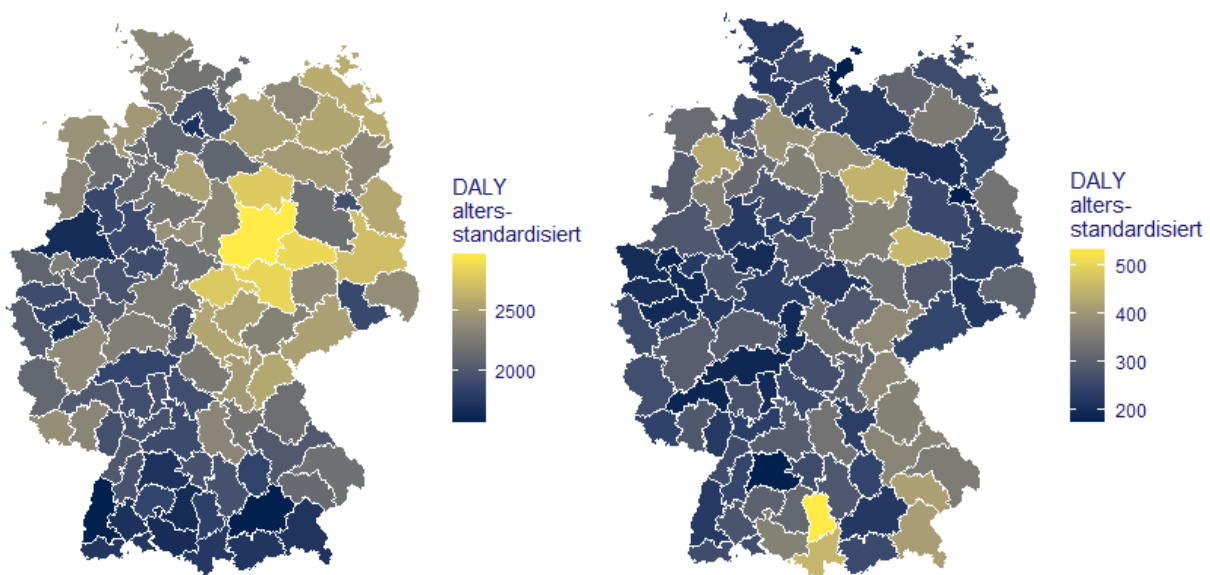 DALY
alters-
standardisiert
2500
2000
DALY
alters-
standardisiert
500
400
300
200